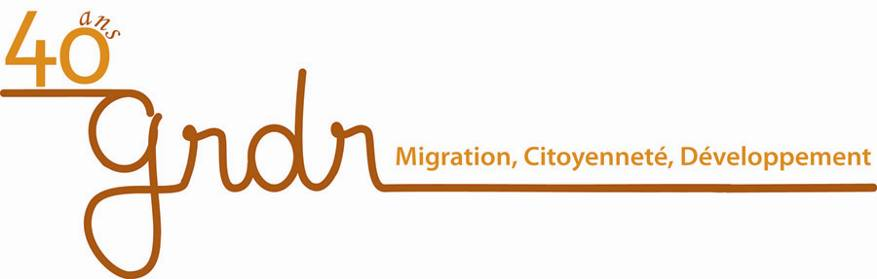 40 ans
grdr
Migration, Citoyenneté, Développement